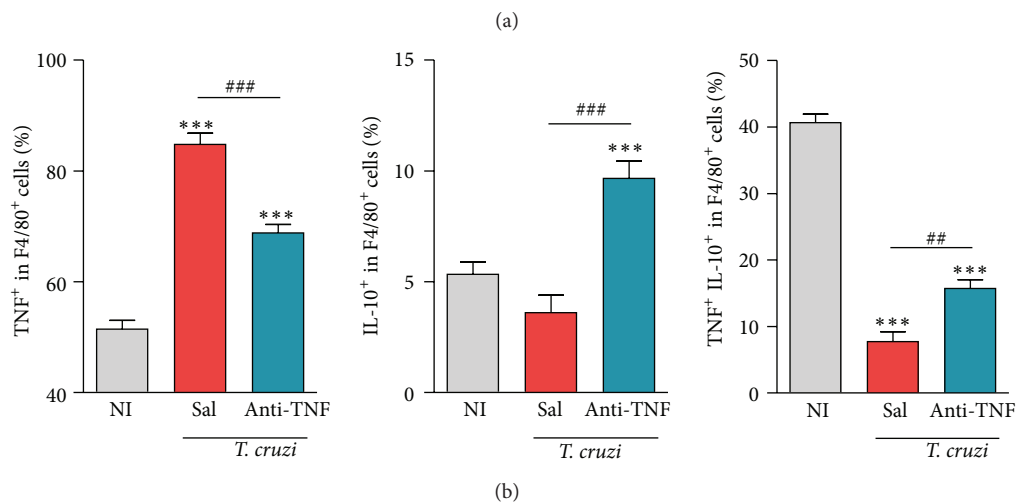 (a)
TNF⁺ in F4/80⁺ cells (%)
100
80
60
40
###
***
***
NI
Sal
Anti-TNF
T. cruzi
IL-10⁺ in F4/80⁺ cells (%)
15
10
5
0
###
***
NI
Sal
Anti-TNF
T. cruzi
TNF⁺ IL-10⁺ in F4/80⁺ cells (%)
50
40
30
20
10
0
##
***
***
NI
Sal
Anti-TNF
T. cruzi
(b)